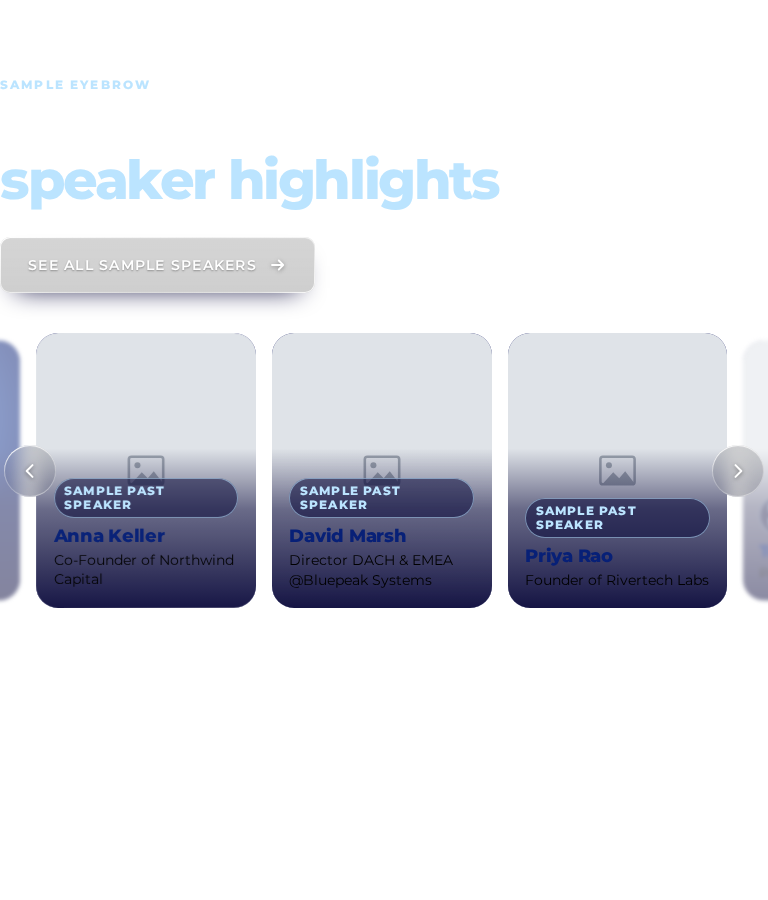 SAMPLE EYEBROW
speaker highlights
SEE ALL SAMPLE SPEAKERS
SAMPLE PAST
SPEAKER
Anna Keller
Co-Founder of Northwind
Capital
SAMPLE PAST
SPEAKER
David Marsh
Director DACH & EMEA
@Bluepeak Systems
SAMPLE PAST
SPEAKER
Priya Rao
Founder of Rivertech Labs